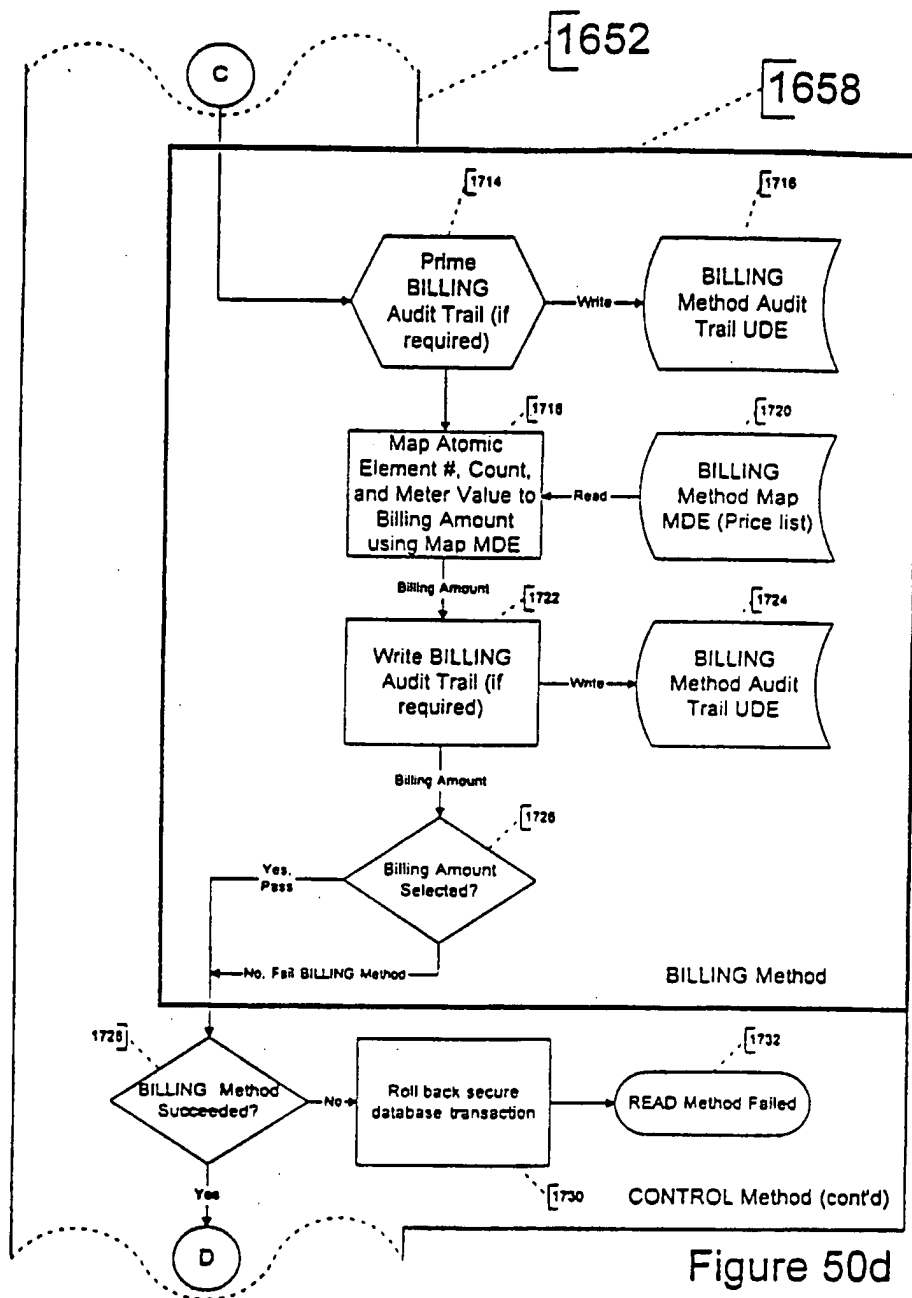 1652
C
1658
1714
1716
Prime
BILLING
Audit Trail (if
required)
Write
BILLING
Method Audit
Trail UDE
1718
1720
Map Atomic
Element #, Count,
and Meter Value to
Billing Amount
using Map MDE
Read
BILLING
Method Map
MDE (Price list)
Billing Amount
1722
1724
Write BILLING
Audit Trail (if
required)
Write
BILLING
Method Audit
Trail UDE
Billing Amount
1726
Yes,
Pass
Billing Amount
Selected?
No, Fail BILLING Method
BILLING Method
1728
1732
BILLING Method
Succeeded?
No
Roll back secure
database transaction
READ Method Failed
Yes
1730
CONTROL Method (cont'd)
D
Figure 50d